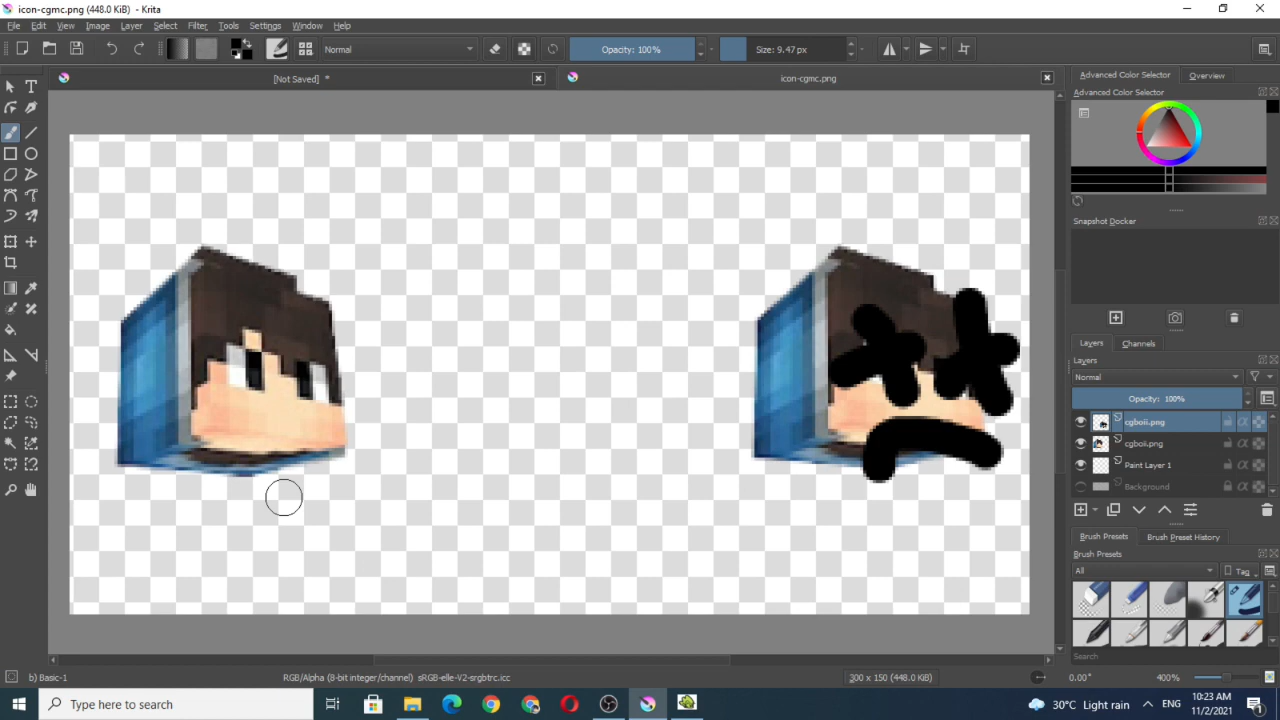 icon-cgmc.png (448.0 KiB) - Krita
File Edit View Image Layer Select Filter Tools Settings Window Help
Normal Opacity: 100% Size: 9.47 px
[Not Saved] * icon-cgmc.png
Advanced Color Selector Overview
Advanced Color Selector
Snapshot Docker
Layers Channels
Layers
Normal
Opacity: 100%
cgboii.png
cgboii.png
Paint Layer 1
Background
Brush Presets Brush Preset History
Brush Presets
All Tag
Search
b) Basic-1 RGB/Alpha (8-bit integer/channel) sRGB-elle-V2-srgbtrc.icc 300 x 150 (448.0 KiB) 0.00° 400%
Type here to search 30°C Light rain ENG 10:23 AM
11/2/2021 1